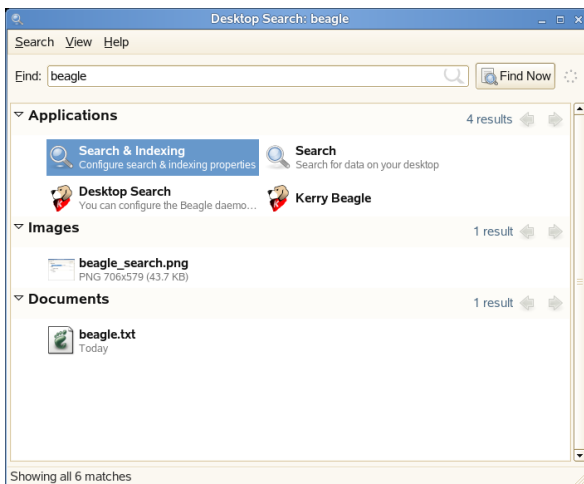 Desktop Search: beagle
Search View Help
Find: beagle Find Now
Applications 4 results
Search & Indexing
Configure search & indexing properties
Search
Search for data on your desktop
Desktop Search
You can configure the Beagle daemo...
Kerry Beagle
Images 1 result
beagle_search.png
PNG 706x579 (43.7 KB)
Documents 1 result
beagle.txt
Today
Showing all 6 matches